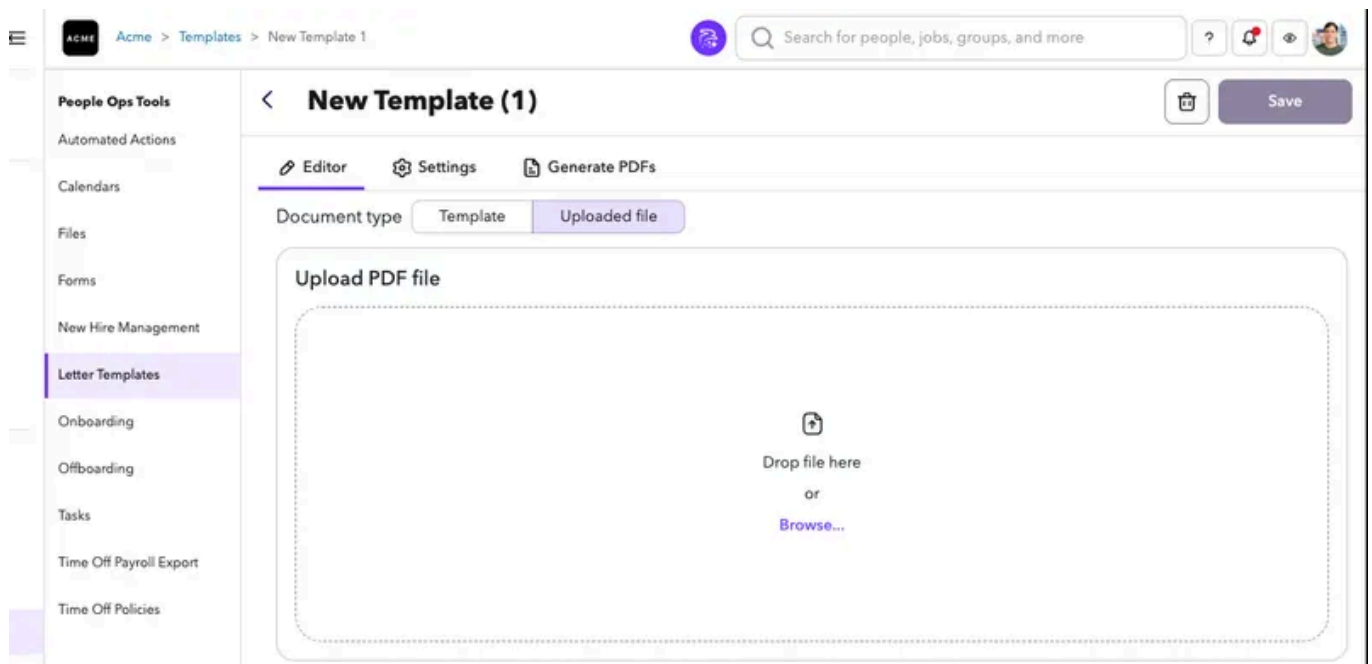 ACME
Acme > Templates > New Template 1
Search for people, jobs, groups, and more
?
People Ops Tools
Automated Actions
Calendars
Files
Forms
New Hire Management
Letter Templates
Onboarding
Offboarding
Tasks
Time Off Payroll Export
Time Off Policies
New Template (1)
Save
Editor
Settings
Generate PDFs
Document type
Template
Uploaded file
Upload PDF file
Drop file here
or
Browse...